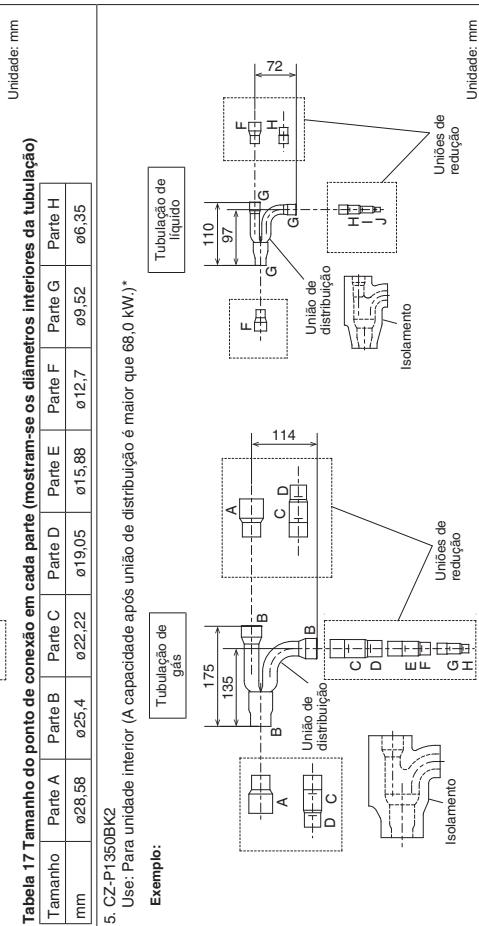 Unidade: mm
Tabela 17 Tamanho do ponto de conexão em cada parte (mostram-se os diâmetros interiores da tubulação)
Tamanho Parte A Parte B Parte C Parte D Parte E Parte F Parte G Parte H
mm ø28,58 ø25,4 ø22,22 ø19,05 ø15,88 ø12,7 ø9,52 ø6,35
5. CZ-P1350BK2
Use: Para unidade interior (A capacidade após união de distribuição é maior que 68,0 kW.)*
Exemplo:
Tubulação de
gás
175
135
114
A
D C
B
B
B
A
C D
União de
distribuição
C
D
E
F
G
H
Uniões de
redução
Isolamento
Tubulação de
líquido
110
97
72
F
G
G
G
F
H
União de
distribuição
H
I
J
Uniões de
redução
Isolamento
Unidade: mm